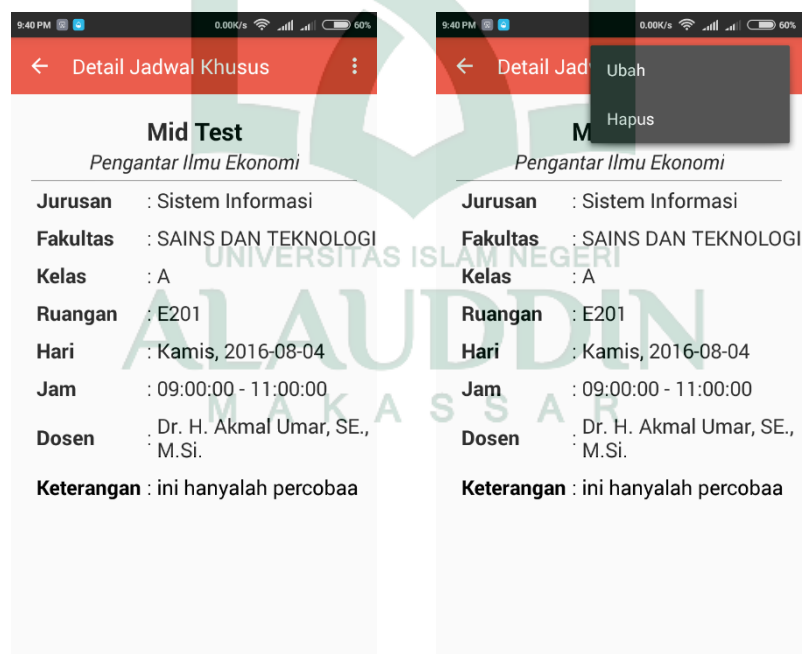 9:40 PM 0.00K/s 60%
Detail Jadwal Khusus
Mid Test
Pengantar Ilmu Ekonomi
Jurusan : Sistem Informasi
Fakultas : SAINS DAN TEKNOLOGI
Kelas : A
Ruangan : E201
Hari : Kamis, 2016-08-04
Jam : 09:00:00 - 11:00:00
Dosen : Dr. H. Akmal Umar, SE.,
M.Si.
Keterangan : ini hanyalah percobaa
9:40 PM 0.00K/s 60%
Detail Jad
Ubah
Hapus
M
Pengantar Ilmu Ekonomi
Jurusan : Sistem Informasi
Fakultas : SAINS DAN TEKNOLOGI
Kelas : A
Ruangan : E201
Hari : Kamis, 2016-08-04
Jam : 09:00:00 - 11:00:00
Dosen : Dr. H. Akmal Umar, SE.,
M.Si.
Keterangan : ini hanyalah percobaa
UNIVERSITAS ISLAM NEGERI
ALAUDDIN
MAKASSAR